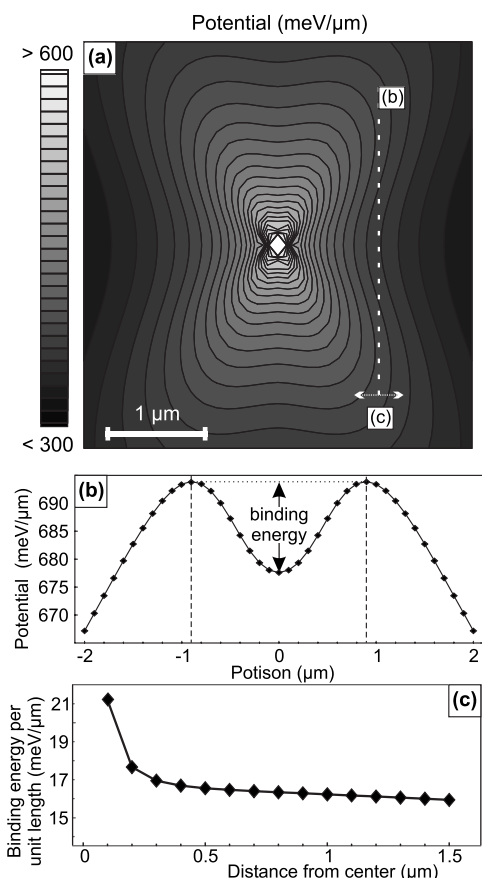 Potential (meV/μm)
> 600
(a)
(b)
1 μm
(c)
< 300
(b)
Potential (meV/μm)
690
685
680
675
670
binding
energy
-2
-1
0
1
2
Potison (μm)
(c)
Binding energy per
unit length (meV/μm)
21
19
17
15
0
0.5
1.0
1.5
Distance from center (μm)